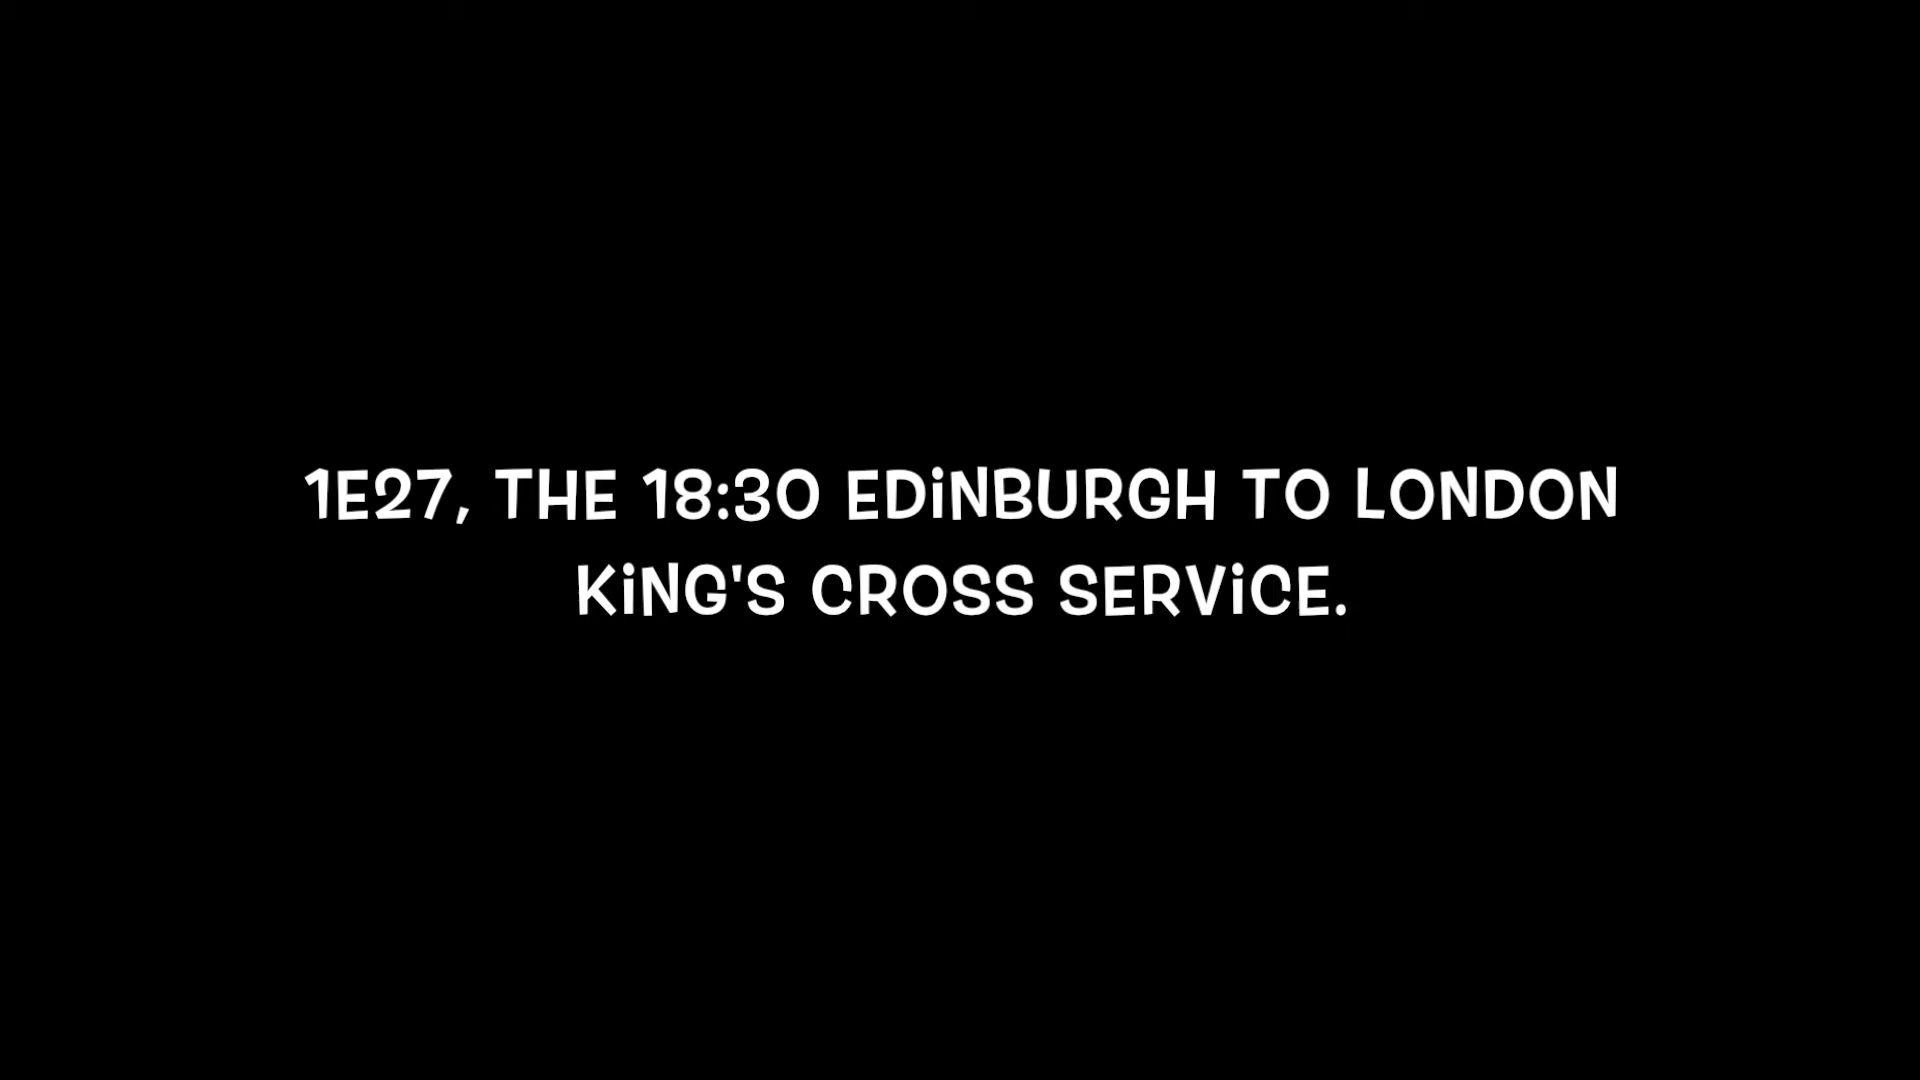 1E27, THE 18:30 EDiNBURGH TO LONDON
KiNG'S CROSS SERViCE.